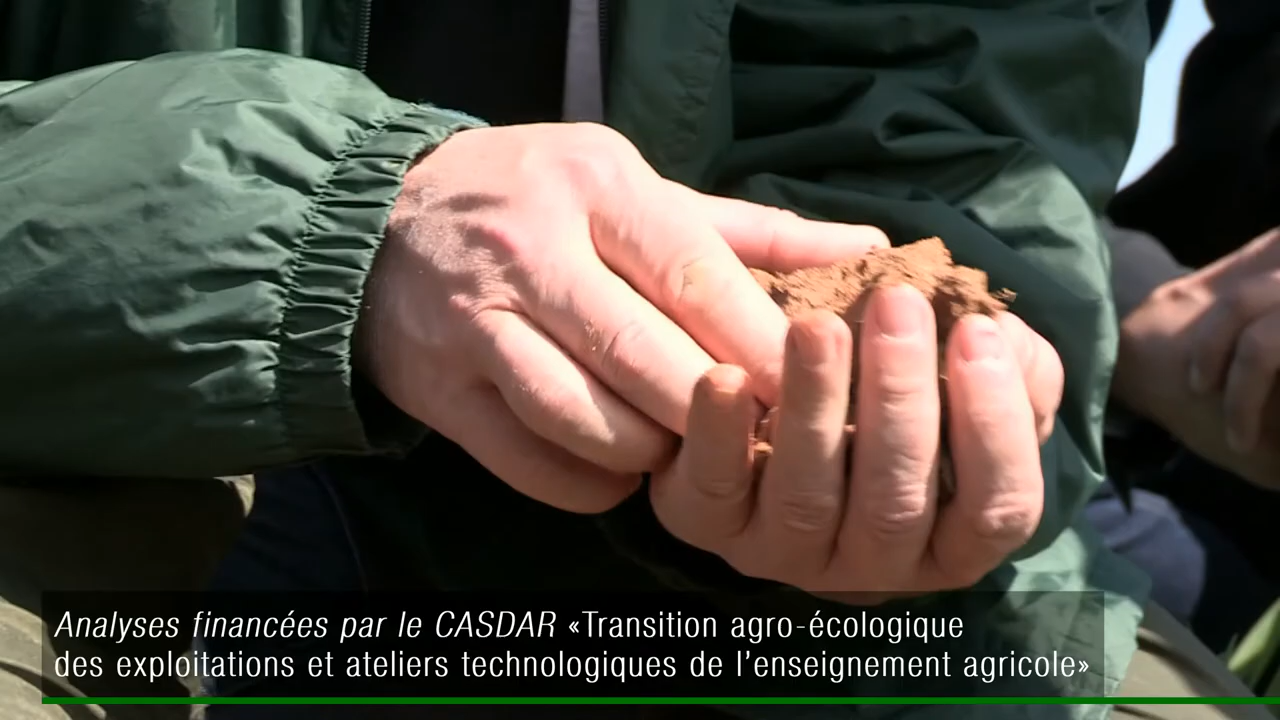 Analyses financées par le CASDAR «Transition agro-écologique
des exploitations et ateliers technologiques de l'enseignement agricole»